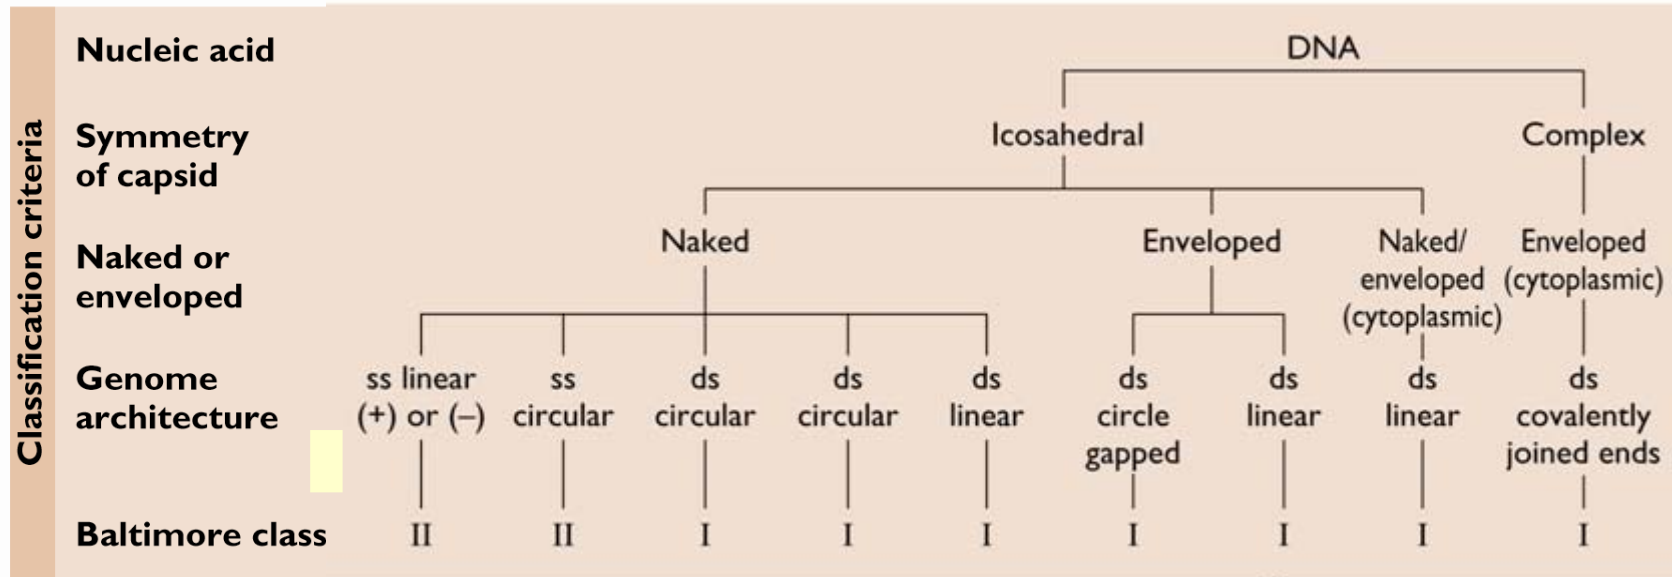 Classification criteria
Nucleic acid
DNA
Symmetry
of capsid
Icosahedral
Complex
Naked or
enveloped
Naked
Enveloped
Naked/
enveloped
(cytoplasmic)
Enveloped
(cytoplasmic)
Genome
architecture
ss linear
(+) or (–)
ss
circular
ds
circular
ds
circular
ds
linear
ds
circle
gapped
ds
linear
ds
linear
ds
covalently
joined ends
Baltimore class
II
II
I
I
I
I
I
I
I